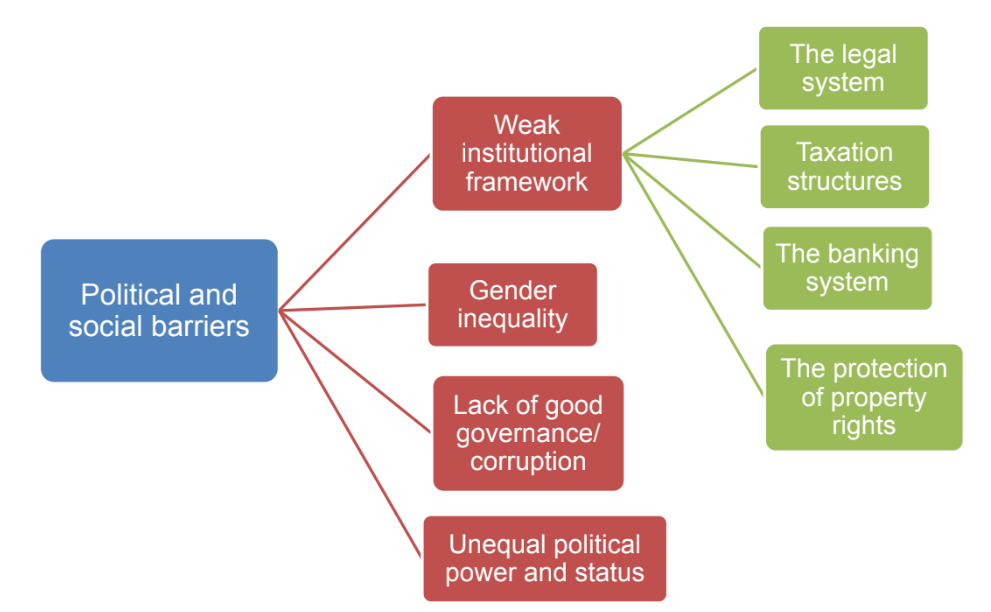 Political and
social barriers
Weak
institutional
framework
Gender
inequality
Lack of good
governance/
corruption
Unequal political
power and status
The legal
system
Taxation
structures
The banking
system
The protection
of property
rights